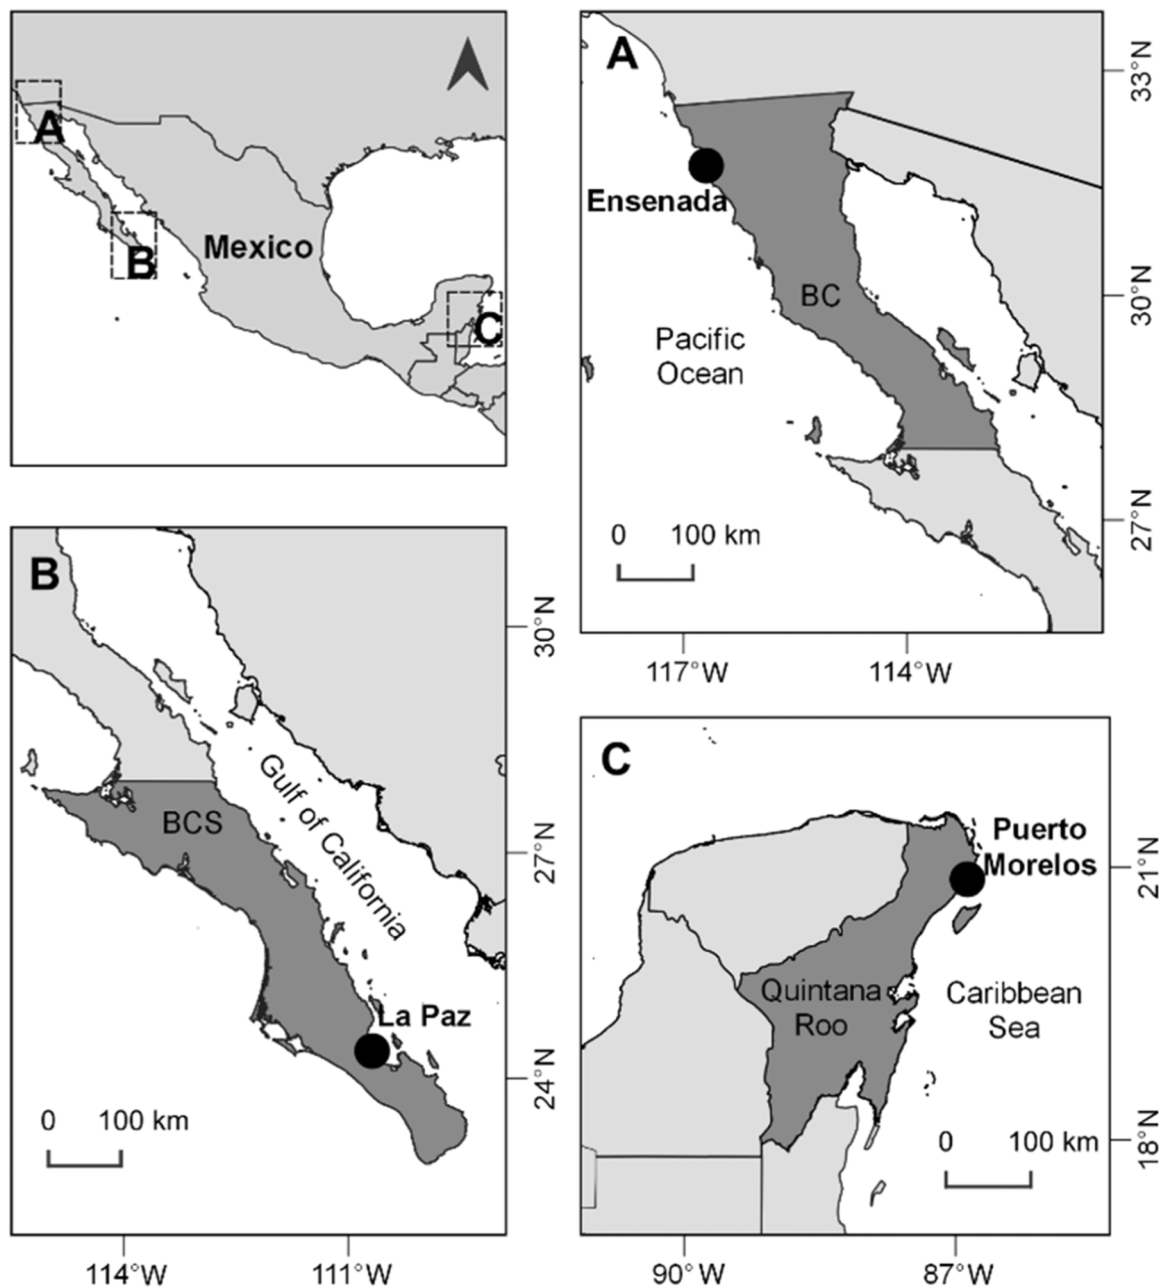 A
B
Mexico
C
A
Ensenada
BC
Pacific
Ocean
0 100 km
33°N
30°N
27°N
117°W 114°W
B
BCS
Gulf of California
La Paz
0 100 km
30°N
27°N
24°N
114°W 111°W
C
Puerto
Morelos
Quintana
Roo
Caribbean
Sea
0 100 km
21°N
18°N
90°W 87°W